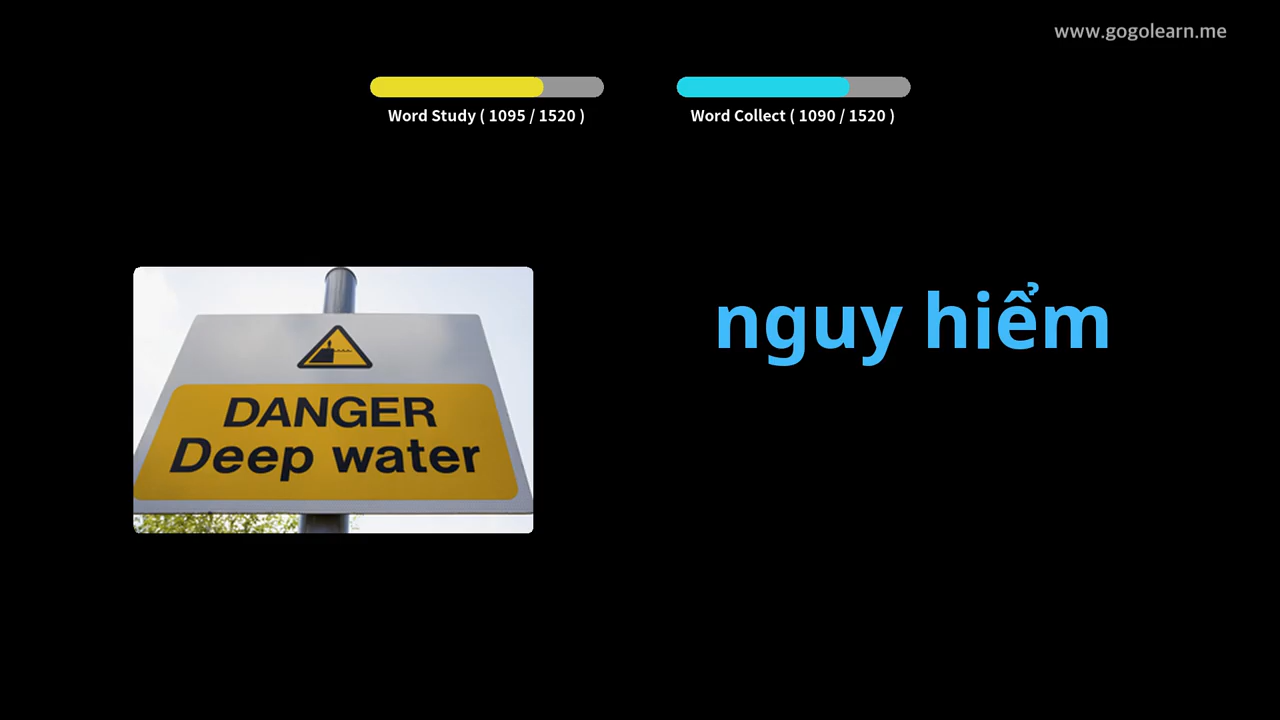 www.gogolearn.me
Word Study ( 1095 / 1520 )
Word Collect ( 1090 / 1520 )
nguy hiểm
DANGER
Deep water